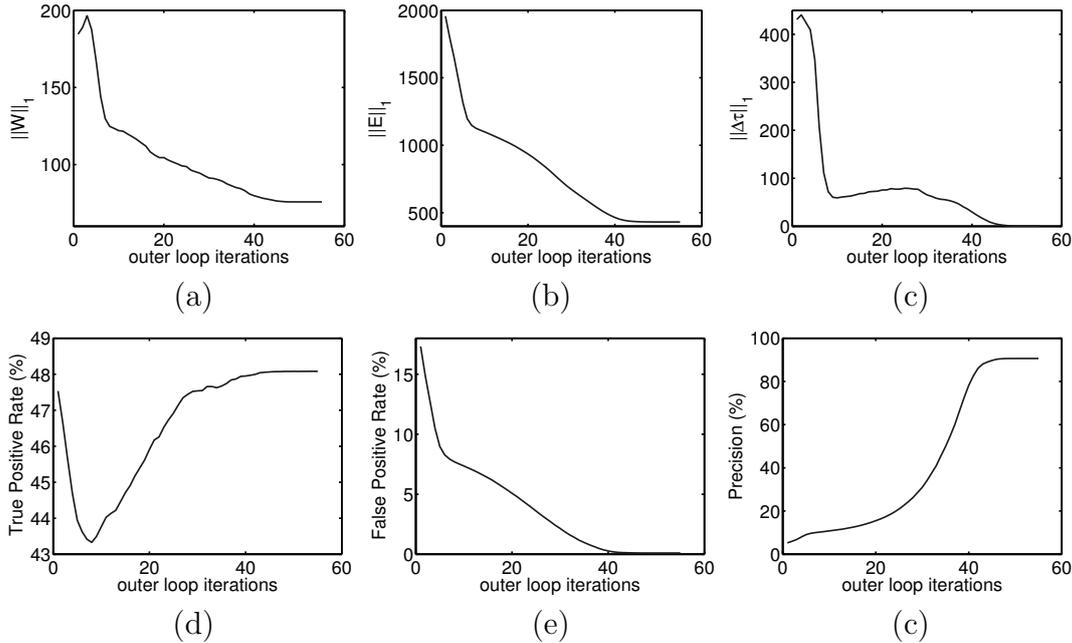 ||W||₁
200
150
100
0 20 40 60
outer loop iterations
(a)
||E||₁
2000
1500
1000
500
0 20 40 60
outer loop iterations
(b)
||Δτ||₁
400
300
200
100
0
0 20 40 60
outer loop iterations
(c)
True Positive Rate (%)
49
48
47
46
45
44
43
0 20 40 60
outer loop iterations
(d)
False Positive Rate (%)
15
10
5
0
0 20 40 60
outer loop iterations
(e)
Precision (%)
100
80
60
40
20
0
0 20 40 60
outer loop iterations
(c)